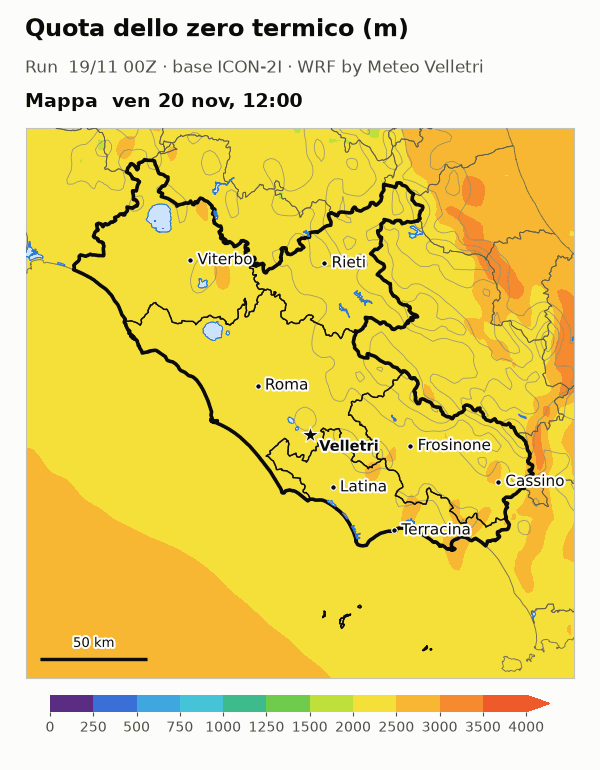 Quota dello zero termico (m)
Run  19/11 00Z · base ICON-2I · WRF by Meteo Velletri
Mappa  ven 20 nov, 12:00
Viterbo
Rieti
Roma
Velletri
Frosinone
Cassino
Latina
Terracina
50 km
0 250 500 750 1000 1250 1500 2000 2500 3000 3500 4000